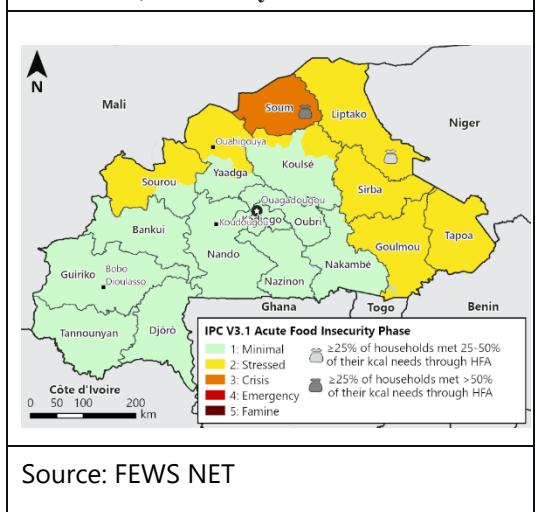 N
Mali
Soum
Liptako
Niger
Ouahigouya
Yaadga
Koulsé
Sourou
Sirba
Ouagadougou
Bankui
Koudougou
Oubri
Tapoa
Goulmou
Nando
Nakambé
Guiriko
Bobo
Dioulasso
Nazinon
Ghana
Togo
Benin
Tannounyan
Djôrô
IPC V3.1 Acute Food Insecurity Phase
1: Minimal
2: Stressed
3: Crisis
4: Emergency
5: Famine
≥25% of households met 25-50%
of their kcal needs through HFA
≥25% of households met >50%
of their kcal needs through HFA
Côte d'Ivoire
0 50 100 200
km
Source: FEWS NET